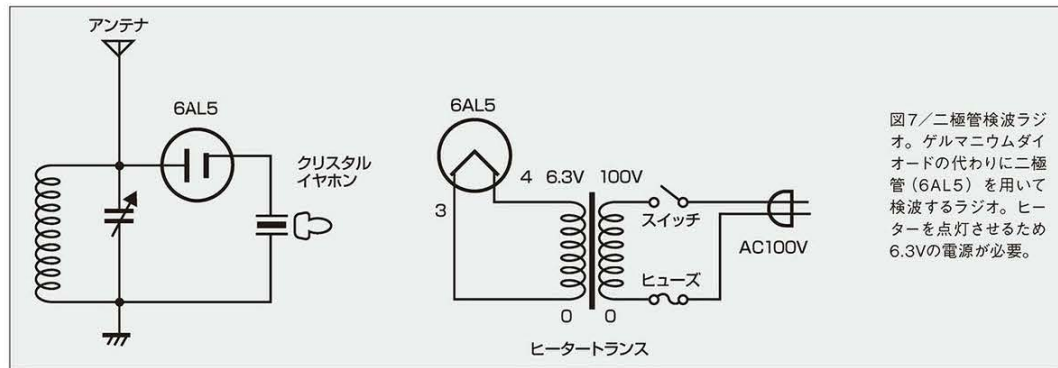 アンテナ
6AL5
クリスタル
イヤホン
6AL5
4 6.3V 100V
3
スイッチ
AC100V
ヒューズ
0 0
ヒータートランス
図7／二極管検波ラジ
オ。ゲルマニウムダイ
オードの代わりに二極
管（6AL5）を用いて
検波するラジオ。ヒー
ターを点灯させるため
6.3Vの電源が必要。